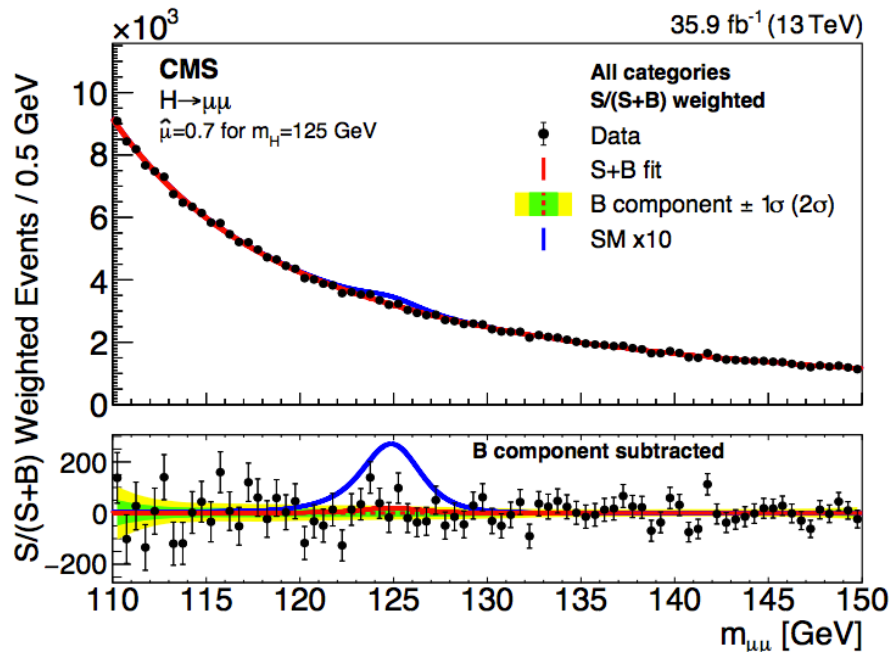 ×10³
35.9 fb⁻¹ (13 TeV)
CMS
H→μμ
μ̂=0.7 for m_H=125 GeV
All categories
S/(S+B) weighted
Data
S+B fit
B component ± 1σ (2σ)
SM x10
S/(S+B) Weighted Events / 0.5 GeV
10
8
6
4
2
0
B component subtracted
200
0
−200
110 115 120 125 130 135 140 145 150
m_μμ [GeV]